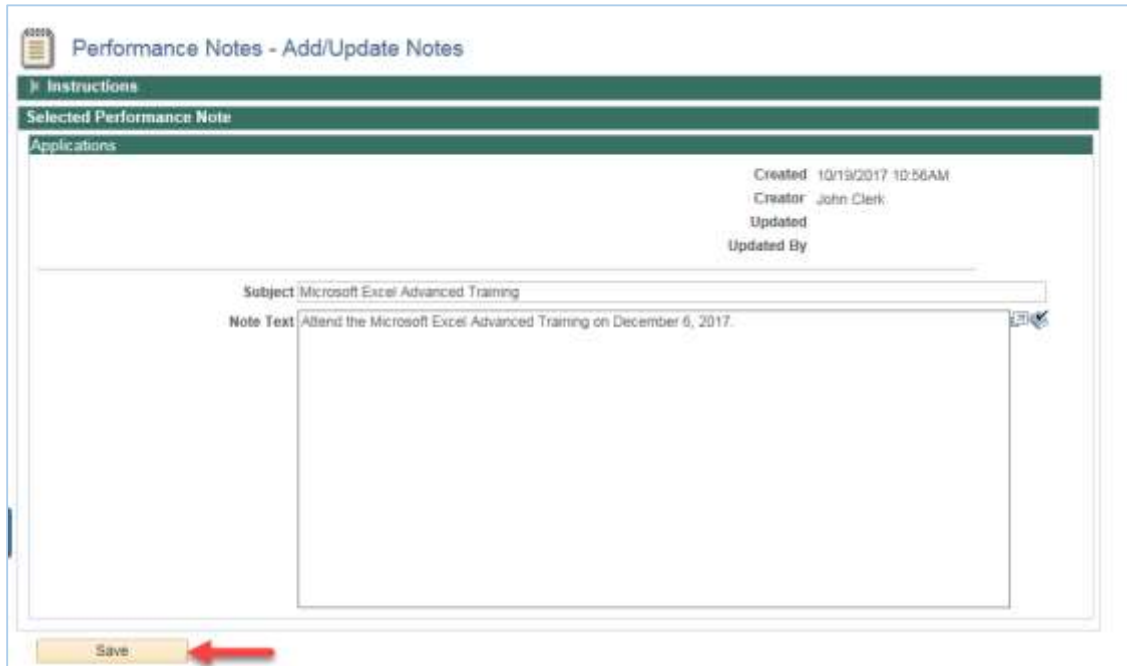 Performance Notes - Add/Update Notes
Instructions
Selected Performance Note
Applications
Created 10/19/2017 10:56AM
Creator John Clerk
Updated
Updated By
Subject Microsoft Excel Advanced Training
Note Text Attend the Microsoft Excel Advanced Training on December 6, 2017.
Save